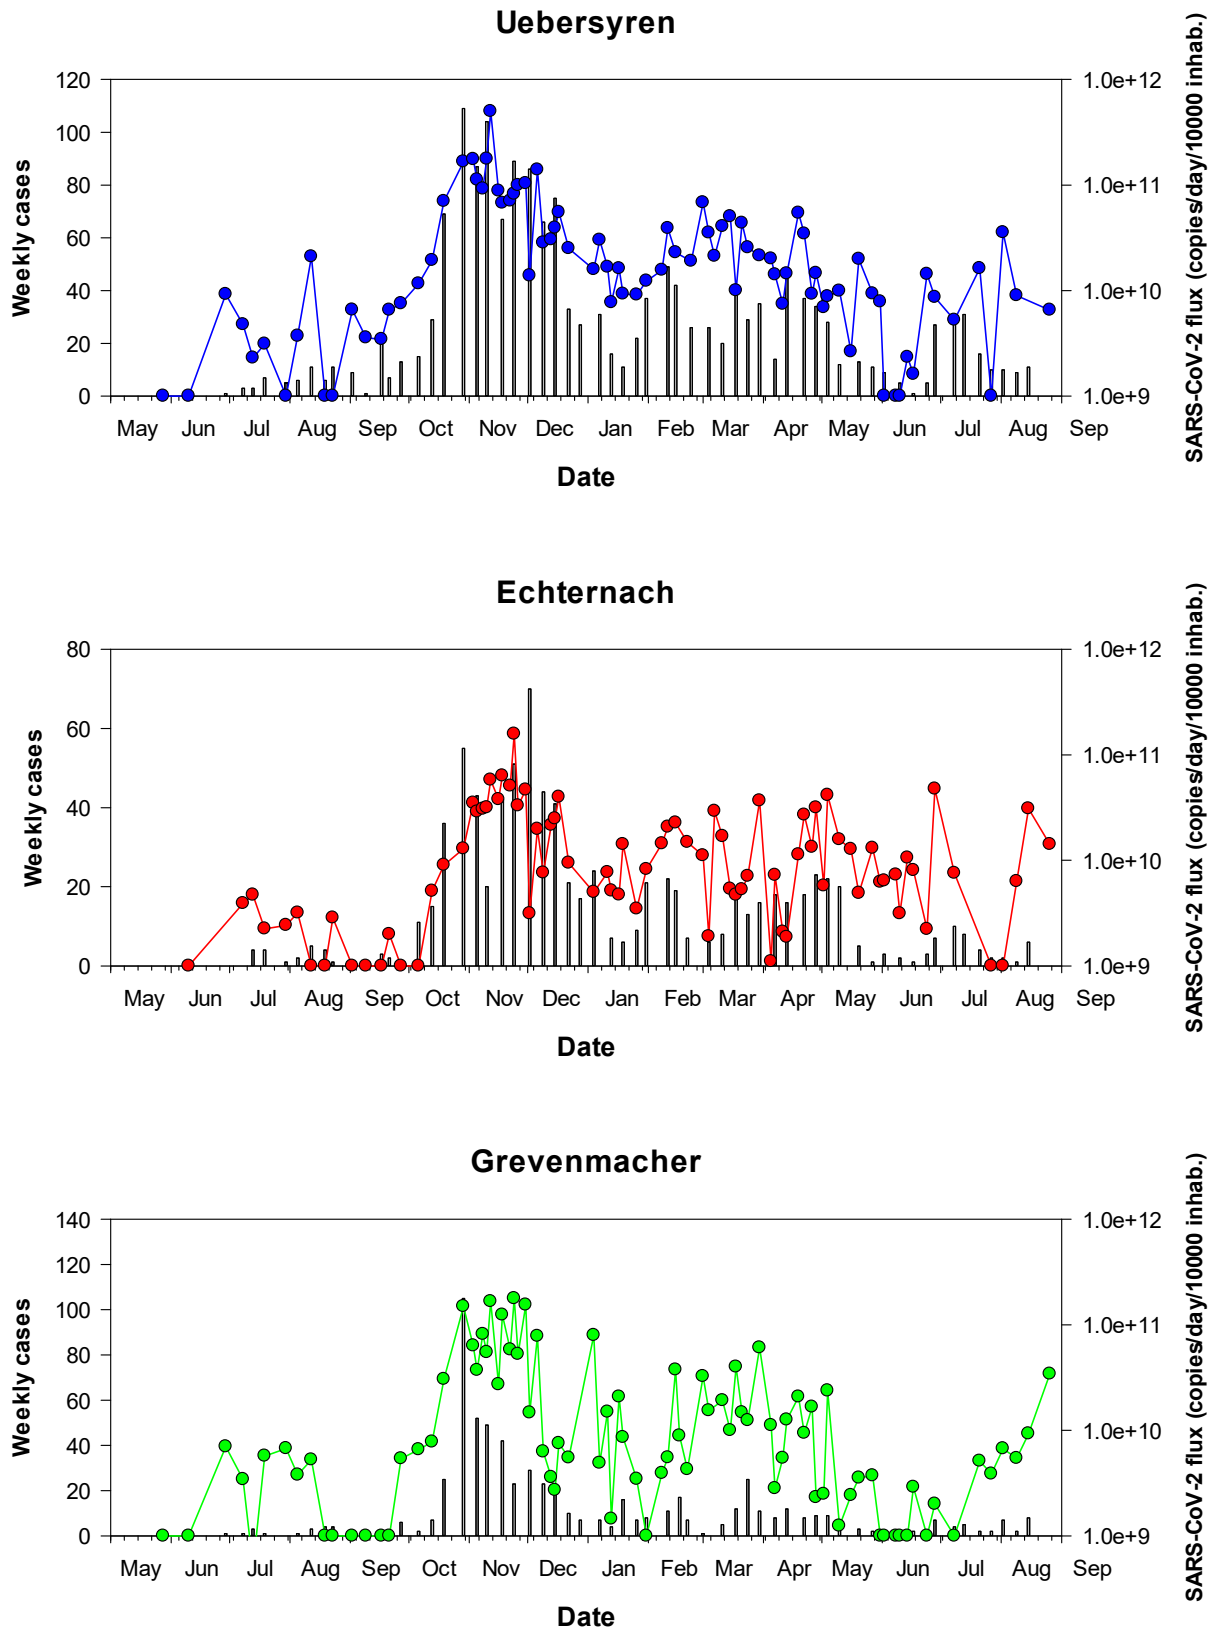 Uebersyren
120
100
80
60
40
20
0
Weekly cases
1.0e+12
1.0e+11
1.0e+10
1.0e+9
SARS-CoV-2 flux (copies/day/10000 inhab.)
May Jun Jul Aug Sep Oct Nov Dec Jan Feb Mar Apr May Jun Jul Aug Sep
Date
Echternach
80
60
40
20
0
Weekly cases
1.0e+12
1.0e+11
1.0e+10
1.0e+9
SARS-CoV-2 flux (copies/day/10000 inhab.)
May Jun Jul Aug Sep Oct Nov Dec Jan Feb Mar Apr May Jun Jul Aug Sep
Date
Grevenmacher
140
120
100
80
60
40
20
0
Weekly cases
1.0e+12
1.0e+11
1.0e+10
1.0e+9
SARS-CoV-2 flux (copies/day/10000 inhab.)
May Jun Jul Aug Sep Oct Nov Dec Jan Feb Mar Apr May Jun Jul Aug Sep
Date